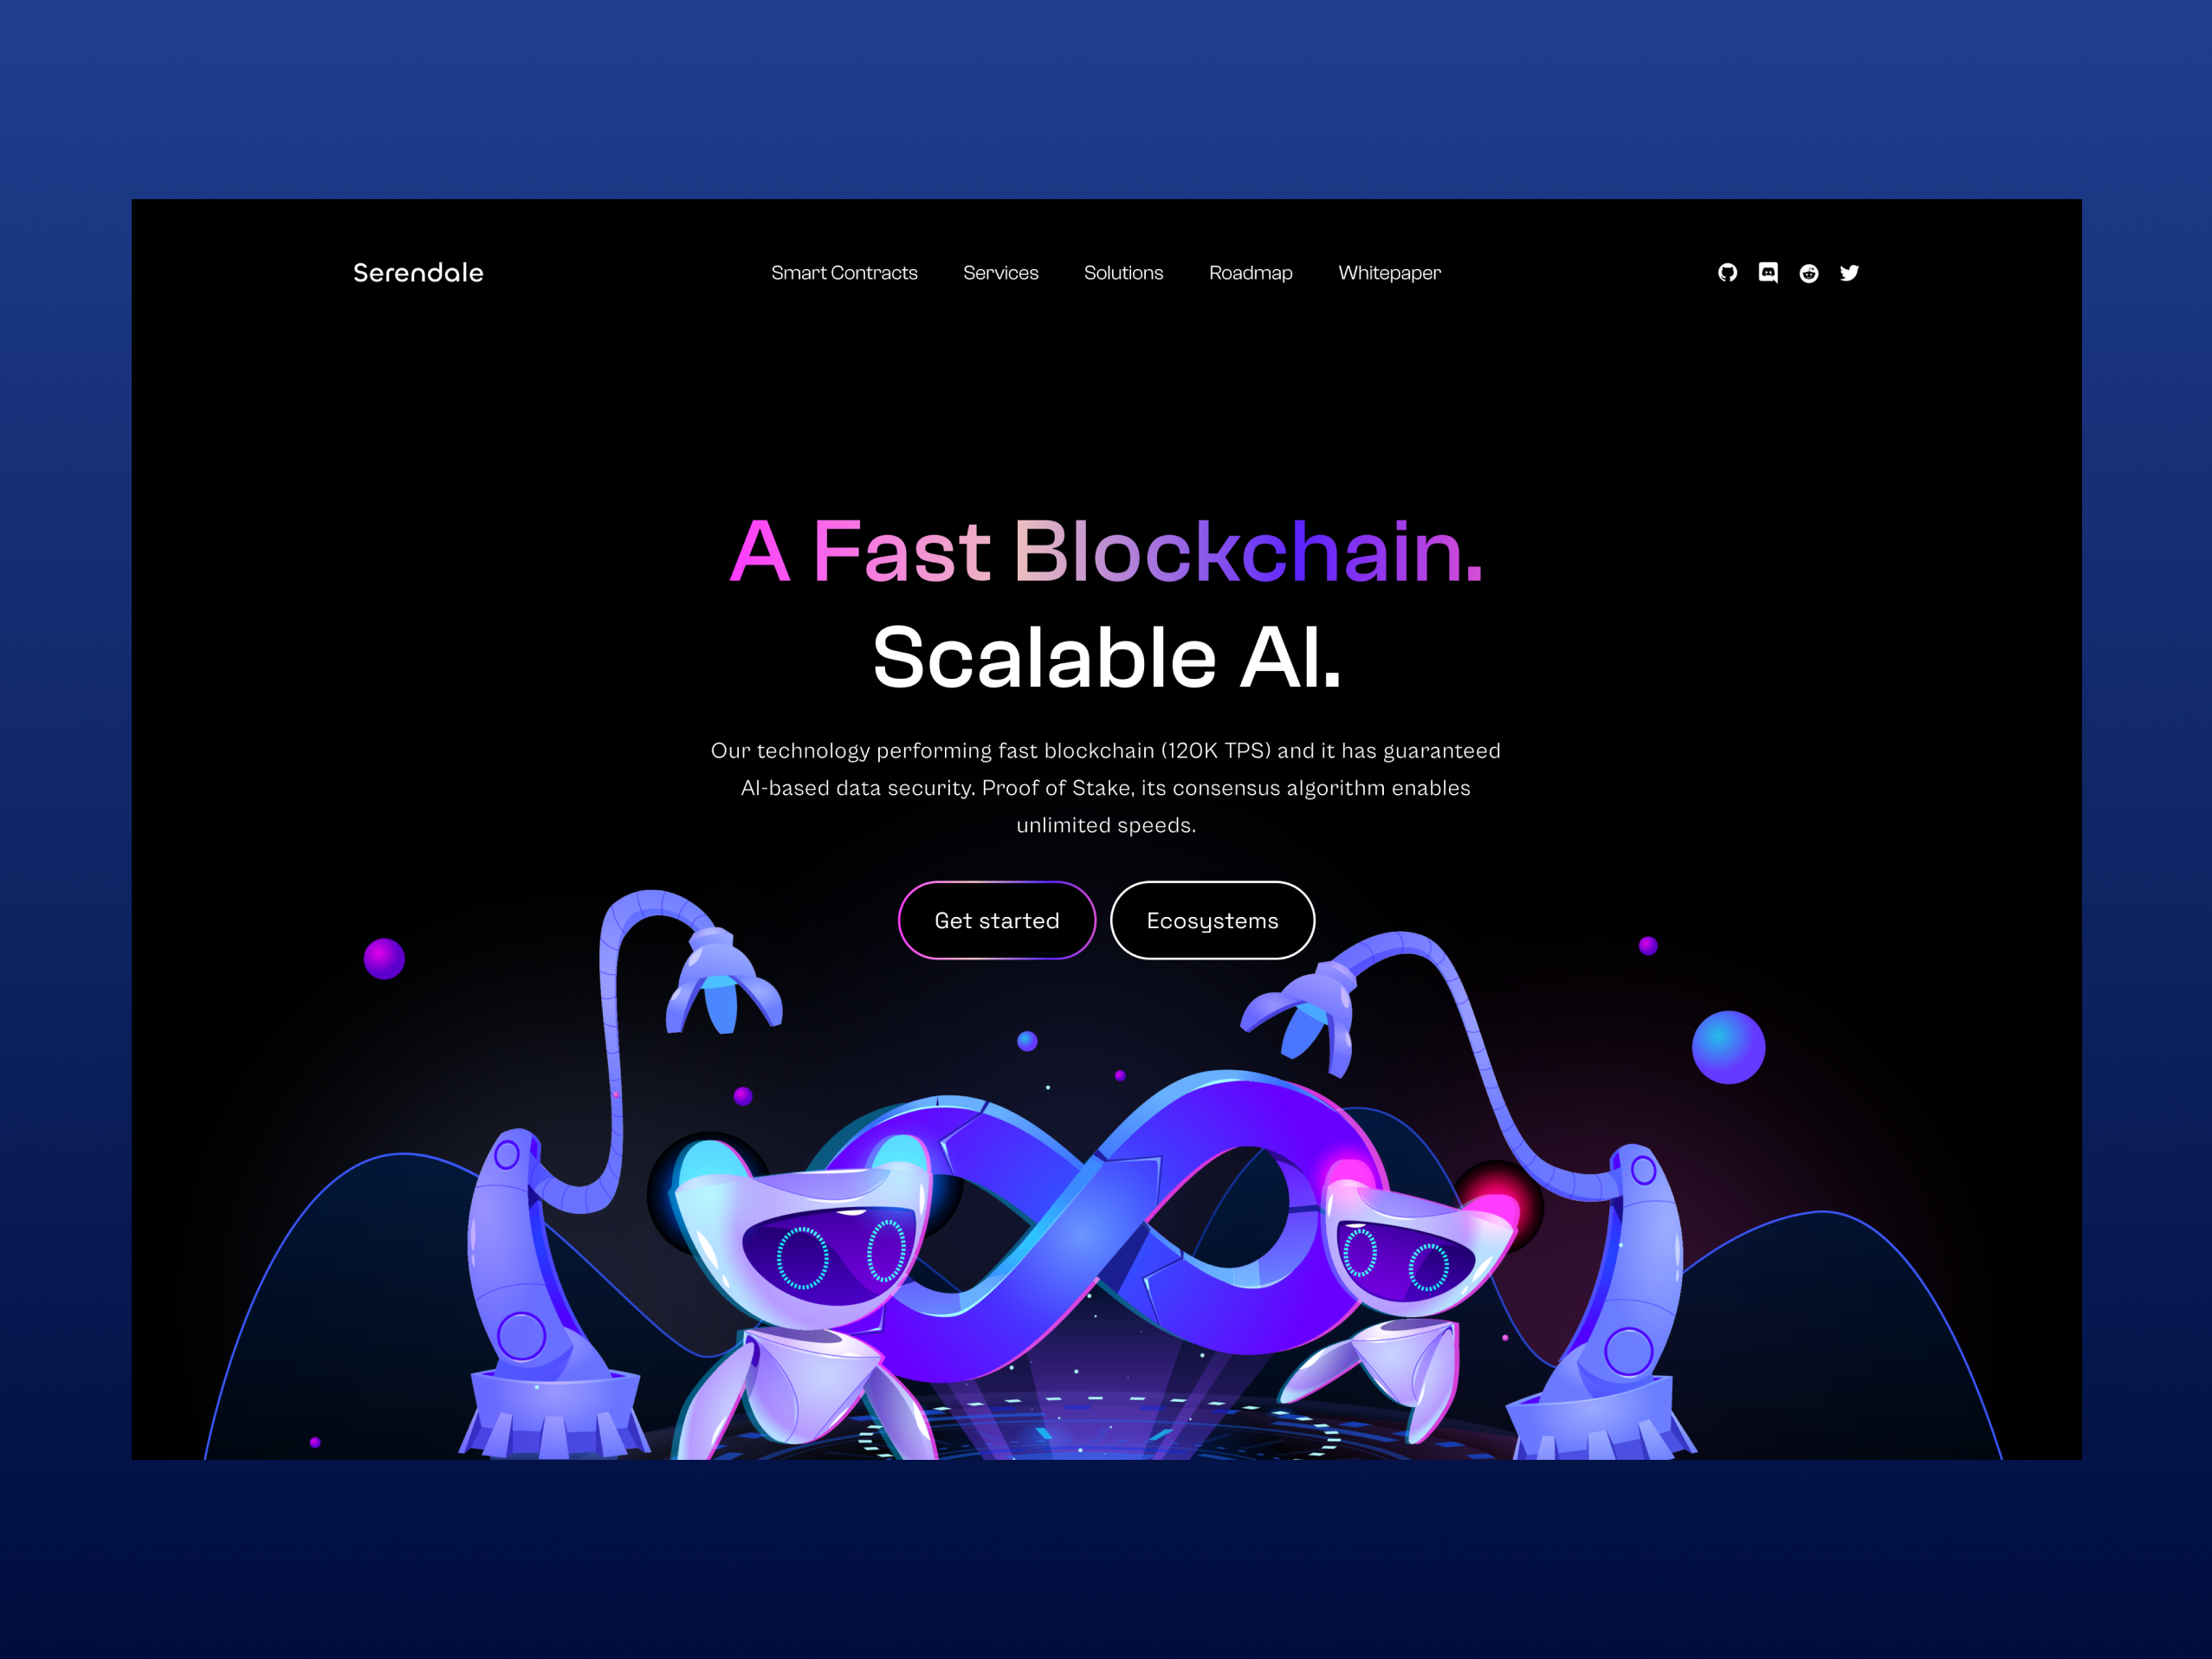 Serendale
Smart Contracts
Services
Solutions
Roadmap
Whitepaper
A Fast Blockchain.
Scalable AI.
Our technology performing fast blockchain (120K TPS) and it has guaranteed
AI-based data security. Proof of Stake, its consensus algorithm enables
unlimited speeds.
Get started
Ecosystems